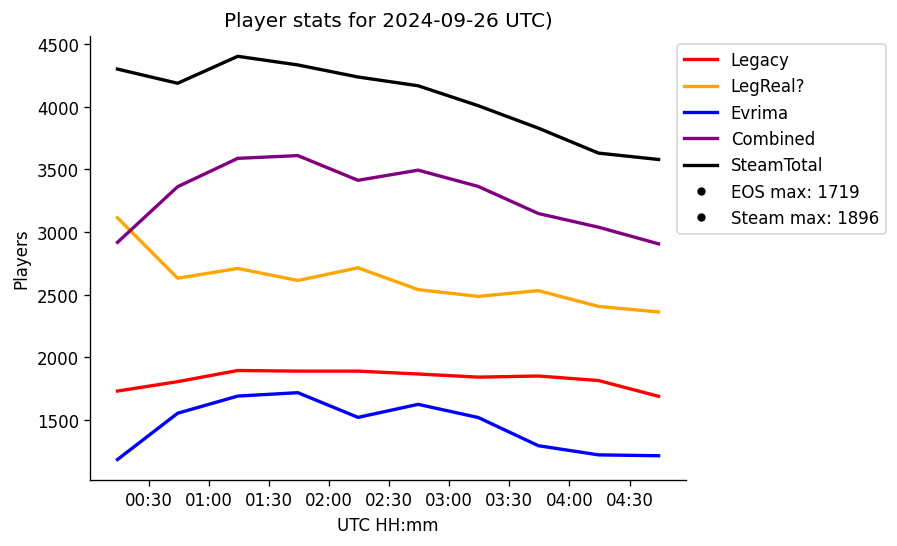 Player stats for 2024-09-26 UTC)
4500
4000
3500
3000
2500
2000
1500
Players
00:30 01:00 01:30 02:00 02:30 03:00 03:30 04:00 04:30
UTC HH:mm
Legacy
LegReal?
Evrima
Combined
SteamTotal
EOS max: 1719
Steam max: 1896